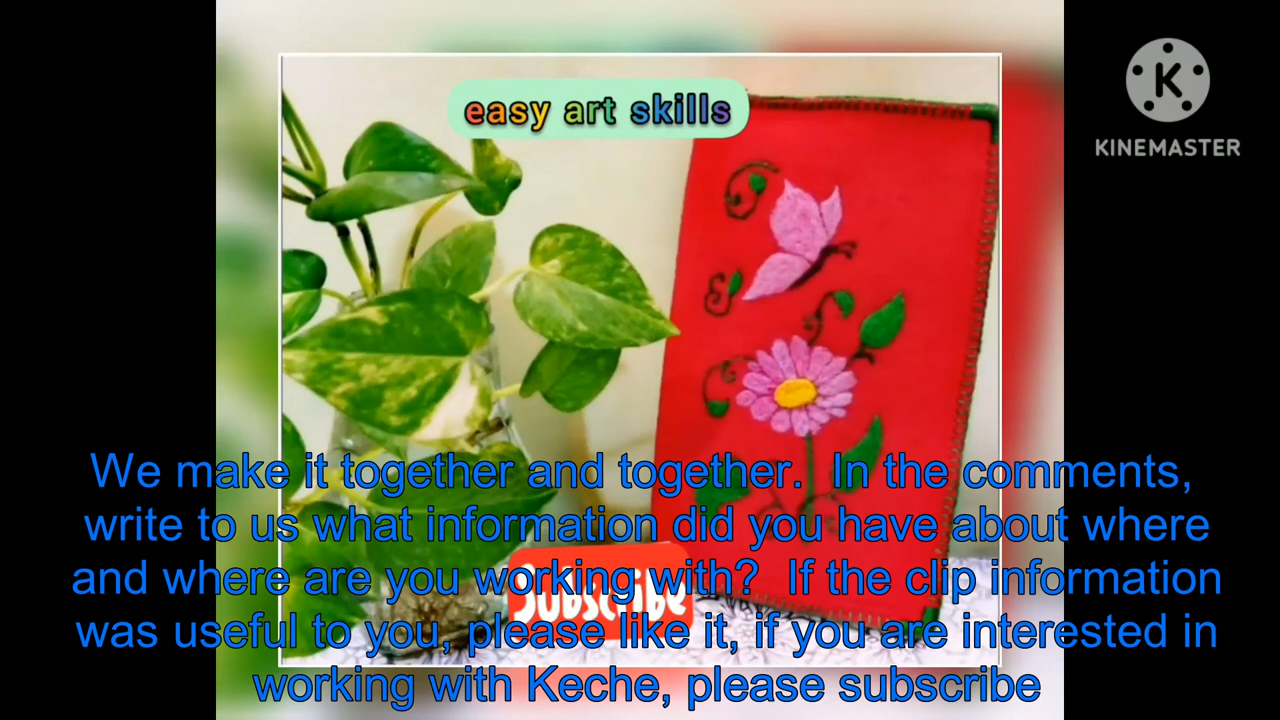 easy art skills
K
KINEMASTER
We make it together and together.  In the comments,
write to us what information did you have about where
and where are you working with?  If the clip information
was useful to you, please like it, if you are interested in
working with Keche, please subscribe
Subscribe